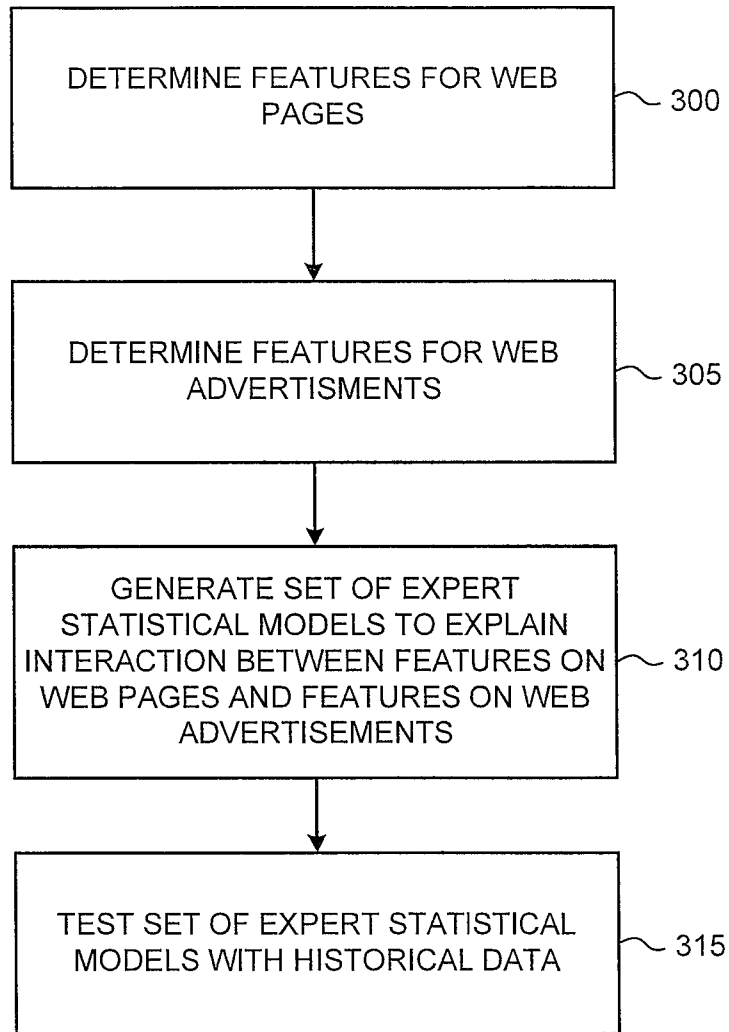 DETERMINE FEATURES FOR WEB
PAGES
300
DETERMINE FEATURES FOR WEB
ADVERTISMENTS
305
GENERATE SET OF EXPERT
STATISTICAL MODELS TO EXPLAIN
INTERACTION BETWEEN FEATURES ON
WEB PAGES AND FEATURES ON WEB
ADVERTISEMENTS
310
TEST SET OF EXPERT STATISTICAL
MODELS WITH HISTORICAL DATA
315